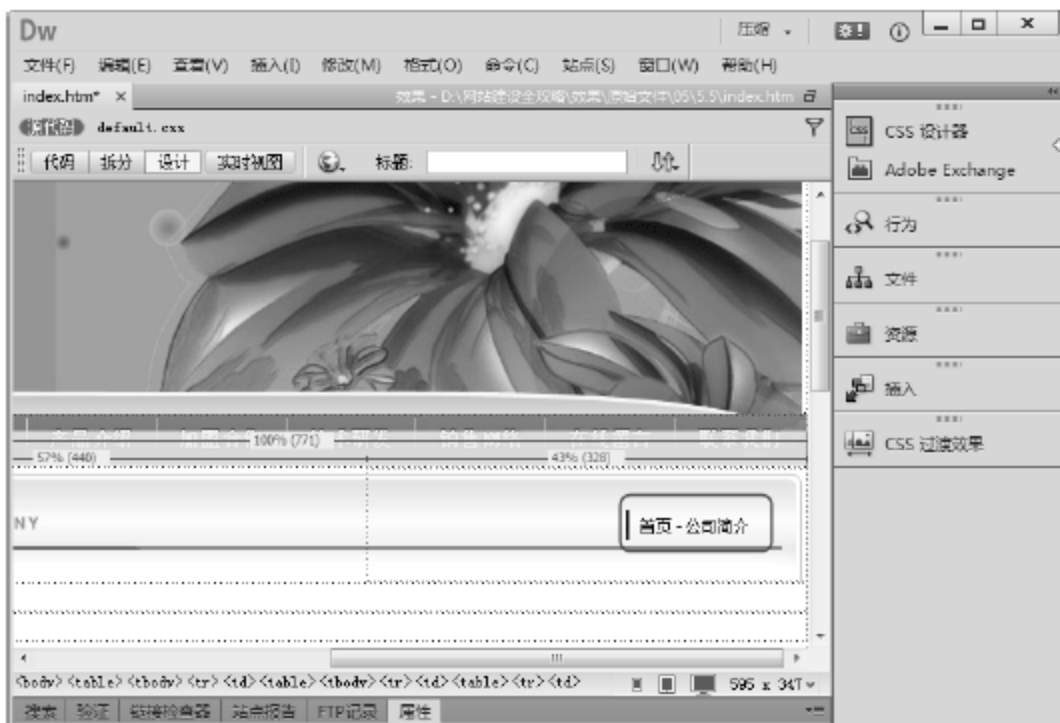 Dw
压缩
文件(F) 编辑(E) 查看(V) 插入(I) 修改(M) 格式(O) 命令(C) 站点(S) 窗口(W) 帮助(H)
index.htm* × 效果 - D:\网站建设全攻略\效果\原始文件\05\5.5\index.htm
源代码 default.css
代码 拆分 设计 实时视图 标题:
CSS 设计器
Adobe Exchange
行为
文件
资源
插入
CSS 过渡效果
100% (771)
57% (440) 43% (328)
NY
首页 - 公司简介
<body> <table> <tbody> <tr> <td> <table> <tbody> <tr> <td> <table> <tr> <td> 595 x 347
搜索 验证 链接检查器 站点报告 FTP记录 属性